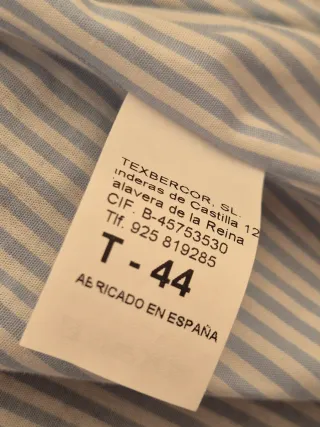 TEXBERCOR, SL.
inderas de Castilla 12
alavera de la Reina
CIF. B-45753530
Tlf. 925 819285
T - 44
ABRICADO EN ESPAÑA